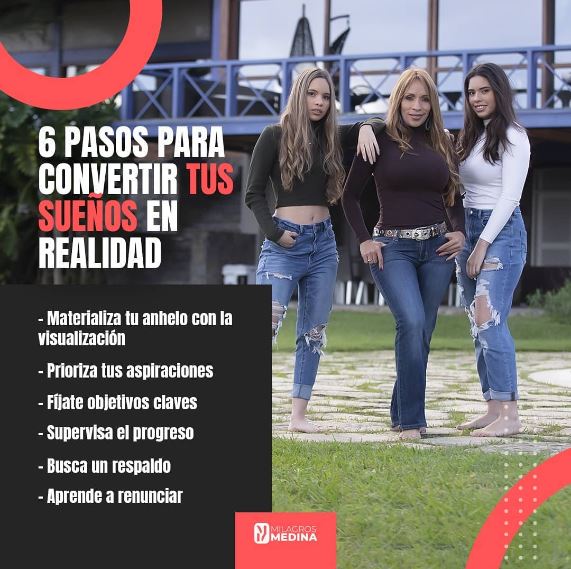 6 PASOS PARA
CONVERTIR TUS
SUEÑOS EN
REALIDAD
- Materializa tu anhelo con la
visualización
- Prioriza tus aspiraciones
- Fíjate objetivos claves
- Supervisa el progreso
- Busca un respaldo
- Aprende a renunciar
MILAGROS
MEDINA